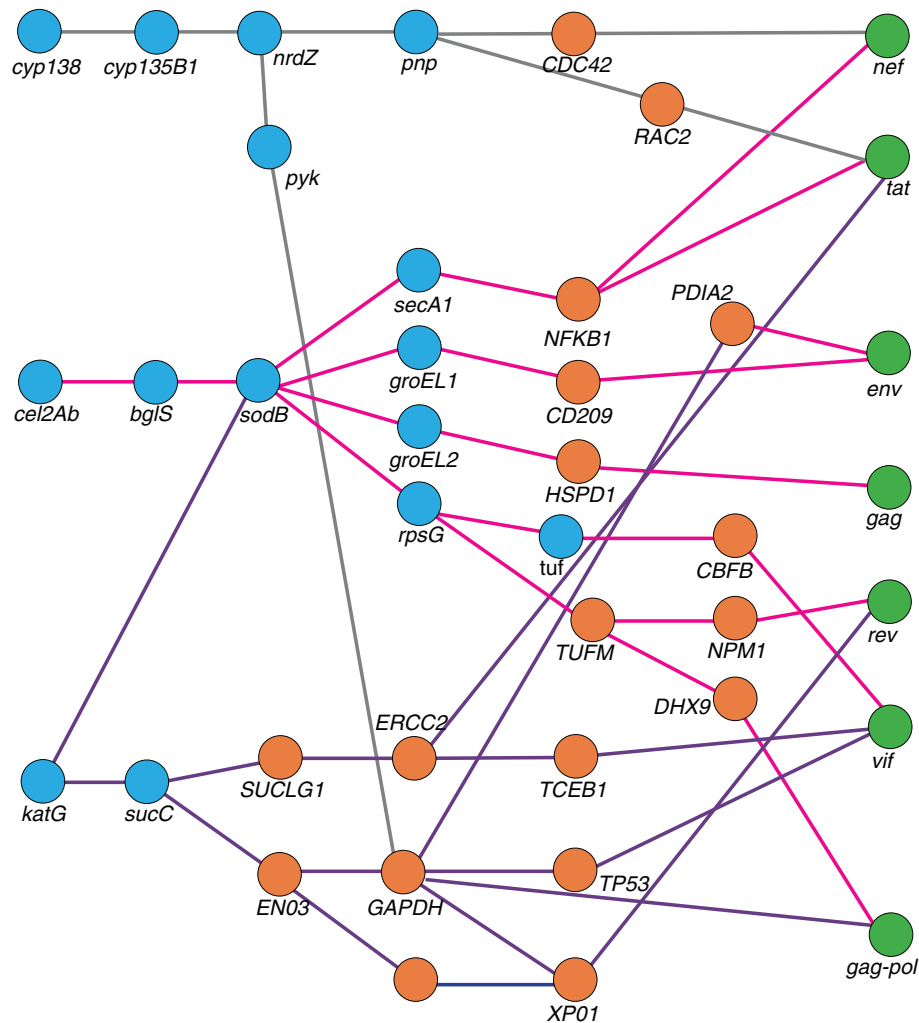 cyp138
cyp135B1
nrdZ
pnp
CDC42
nef
RAC2
pyk
tat
secA1
NFKB1
PDIA2
cel2Ab
bglS
sodB
groEL1
CD209
env
groEL2
HSPD1
gag
rpsG
tuf
CBFB
TUFM
NPM1
rev
DHX9
ERCC2
katG
sucC
SUCLG1
TCEB1
vif
EN03
GAPDH
TP53
gag-pol
XP01